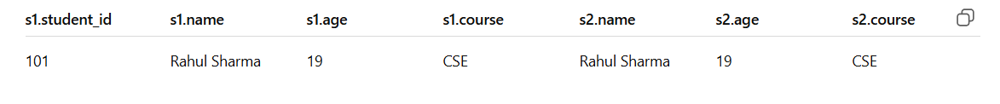 s1.student_id s1.name s1.age s1.course s2.name s2.age s2.course
101 Rahul Sharma 19 CSE Rahul Sharma 19 CSE